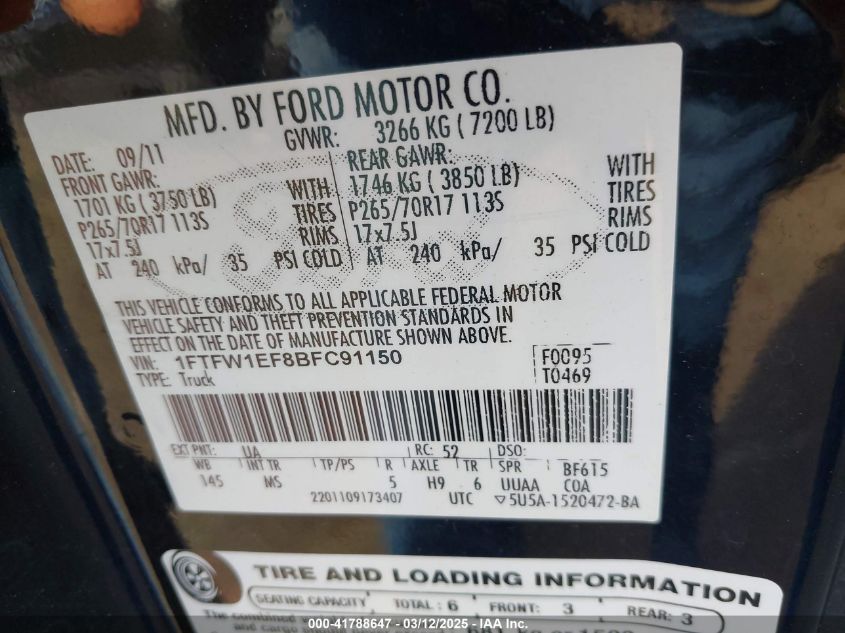 MFD. BY FORD MOTOR CO.
DATE: 09/11 GVWR: 3266 KG ( 7200 LB)
FRONT GAWR: REAR GAWR:
1701 KG ( 3750 LB) WITH 1746 KG ( 3850 LB) WITH
P265/70R17 113S TIRES P265/70R17 113S TIRES
17x7.5J RIMS 17x7.5J RIMS
AT 240 kPa/ 35 PSI COLD AT 240 kPa/ 35 PSI COLD
THIS VEHICLE CONFORMS TO ALL APPLICABLE FEDERAL MOTOR
VEHICLE SAFETY AND THEFT PREVENTION STANDARDS IN
EFFECT ON THE DATE OF MANUFACTURE SHOWN ABOVE.
VIN: 1FTFW1EF8BFC91150 F0095
TYPE: Truck T0469
EXT PNT: UA RC: 52 DSO:
WB INT TR TP/PS R AXLE TR SPR BF615
145 MS 5 H9 6 UUAA COA
2201109173407 UTC ▽5U5A-1520472-BA
TIRE AND LOADING INFORMATION
SEATING CAPACITY TOTAL : 6 FRONT: 3 REAR: 3
The combined
00-41788647 - 03/12/2025 - IAA Inc.